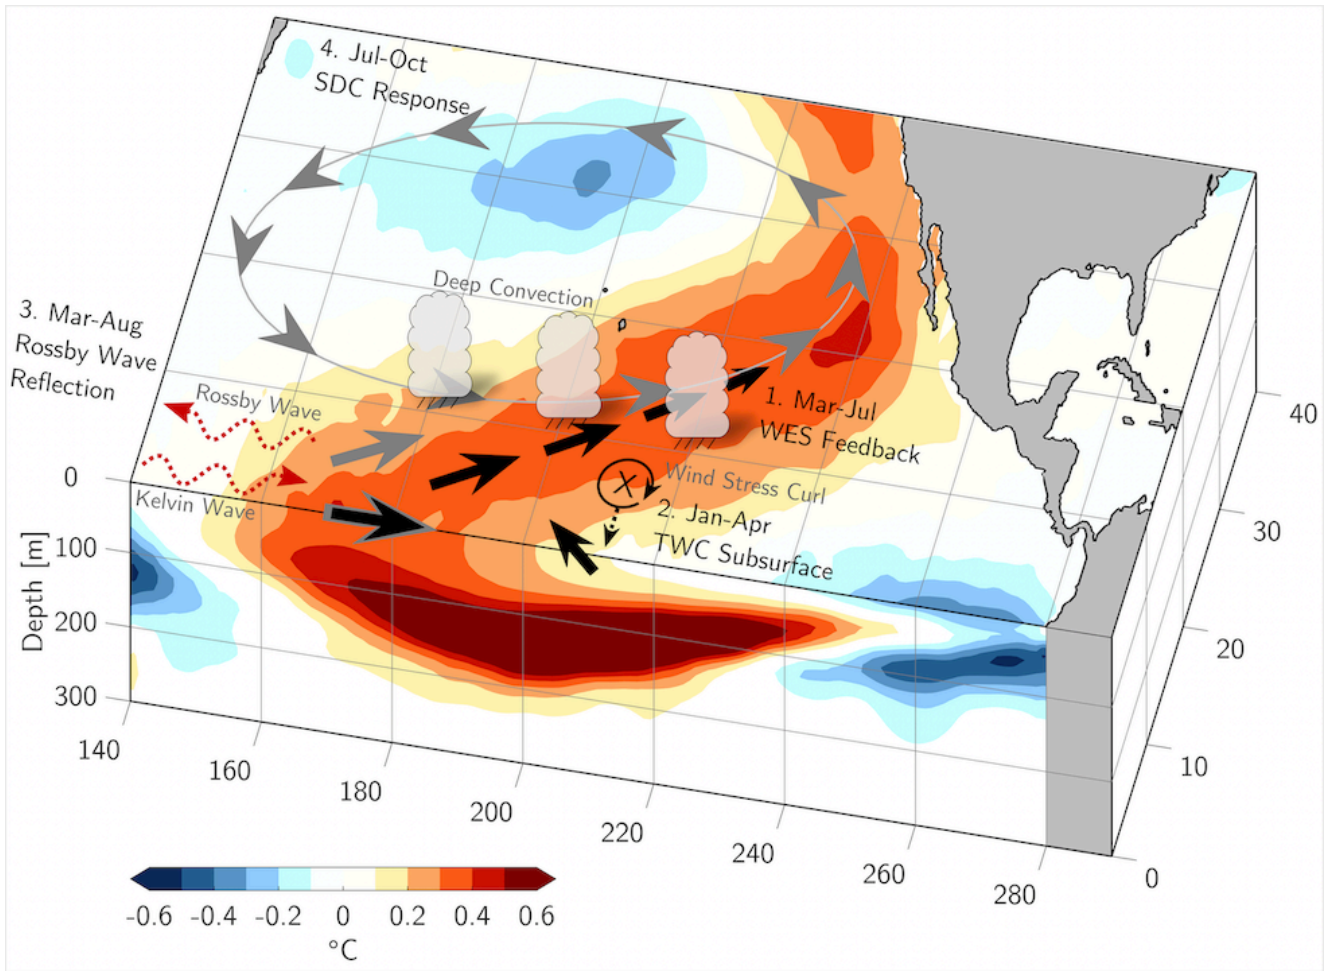 4. Jul-Oct
SDC Response
Deep Convection
3. Mar-Aug
Rossby Wave
Reflection
Rossby Wave
Kelvin Wave
1. Mar-Jul
WES Feedback
Wind Stress Curl
2. Jan-Apr
TWC Subsurface
0
100
200
300
Depth [m]
140
160
180
200
220
240
260
280
0
10
20
30
40
-0.6 -0.4 -0.2 0 0.2 0.4 0.6
°C
X